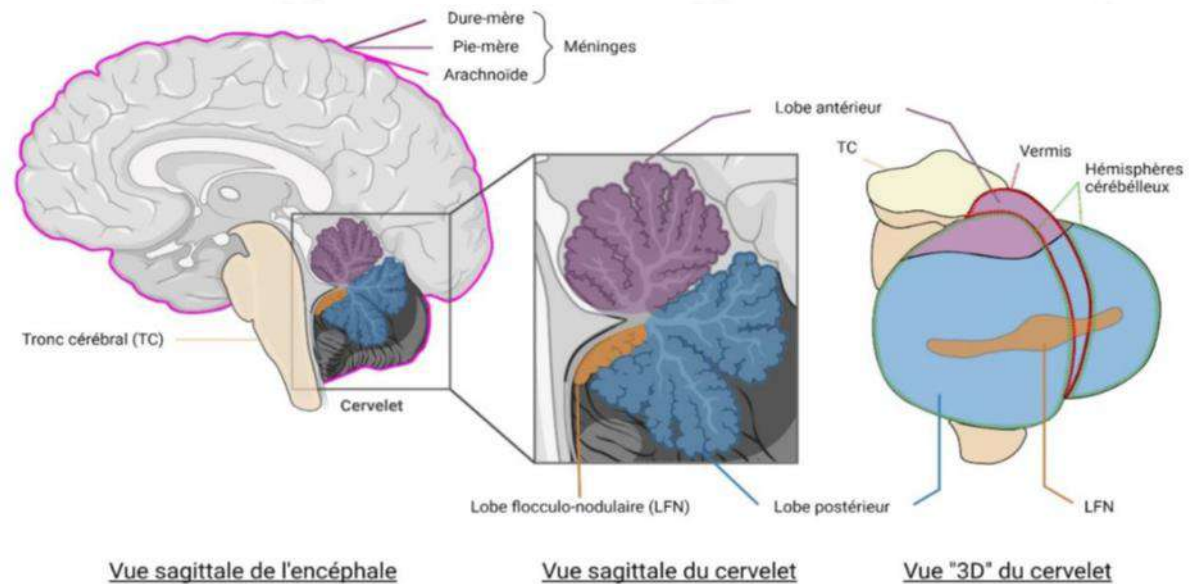 Dure-mère
Pie-mère
Méninges
Arachnoïde
Lobe antérieur
TC
Vermis
Hémisphères
cérébelleux
Tronc cérébral (TC)
Cervelet
Lobe flocculo-nodulaire (LFN)
Lobe postérieur
LFN
Vue sagittale de l'encéphale
Vue sagittale du cervelet
Vue "3D" du cervelet